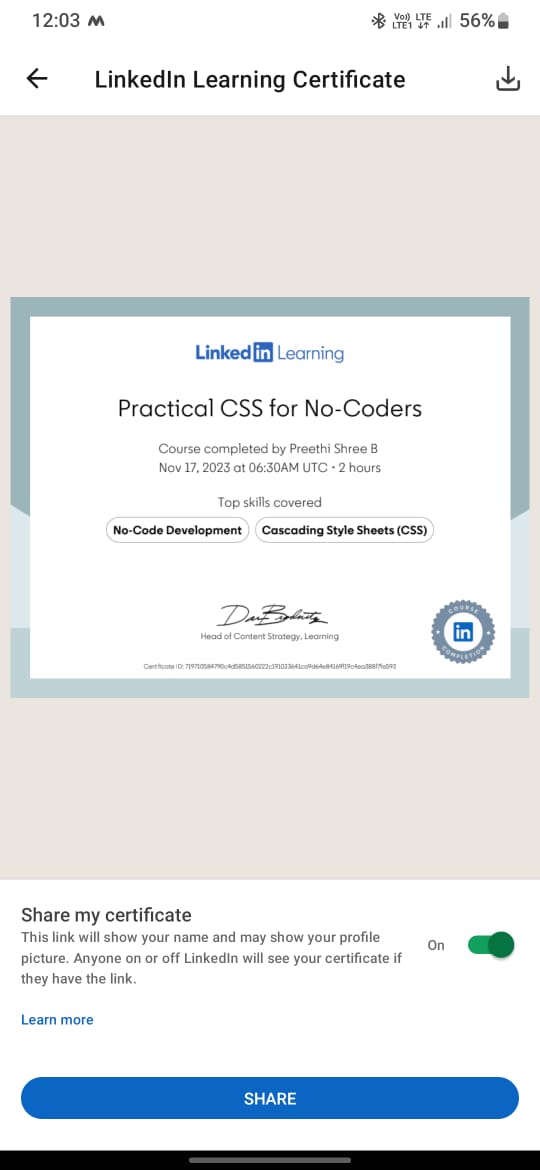 12:03
Vo)) LTE
LTE1
56%
LinkedIn Learning Certificate
Linked in Learning
Practical CSS for No-Coders
Course completed by Preethi Shree B
Nov 17, 2023 at 06:30AM UTC • 2 hours
Top skills covered
No-Code Development
Cascading Style Sheets (CSS)
Head of Content Strategy, Learning
COURSE
in
COMPLETION
Certificate ID:
Share my certificate
This link will show your name and may show your profile
picture. Anyone on or off LinkedIn will see your certificate if
they have the link.
On
Learn more
SHARE